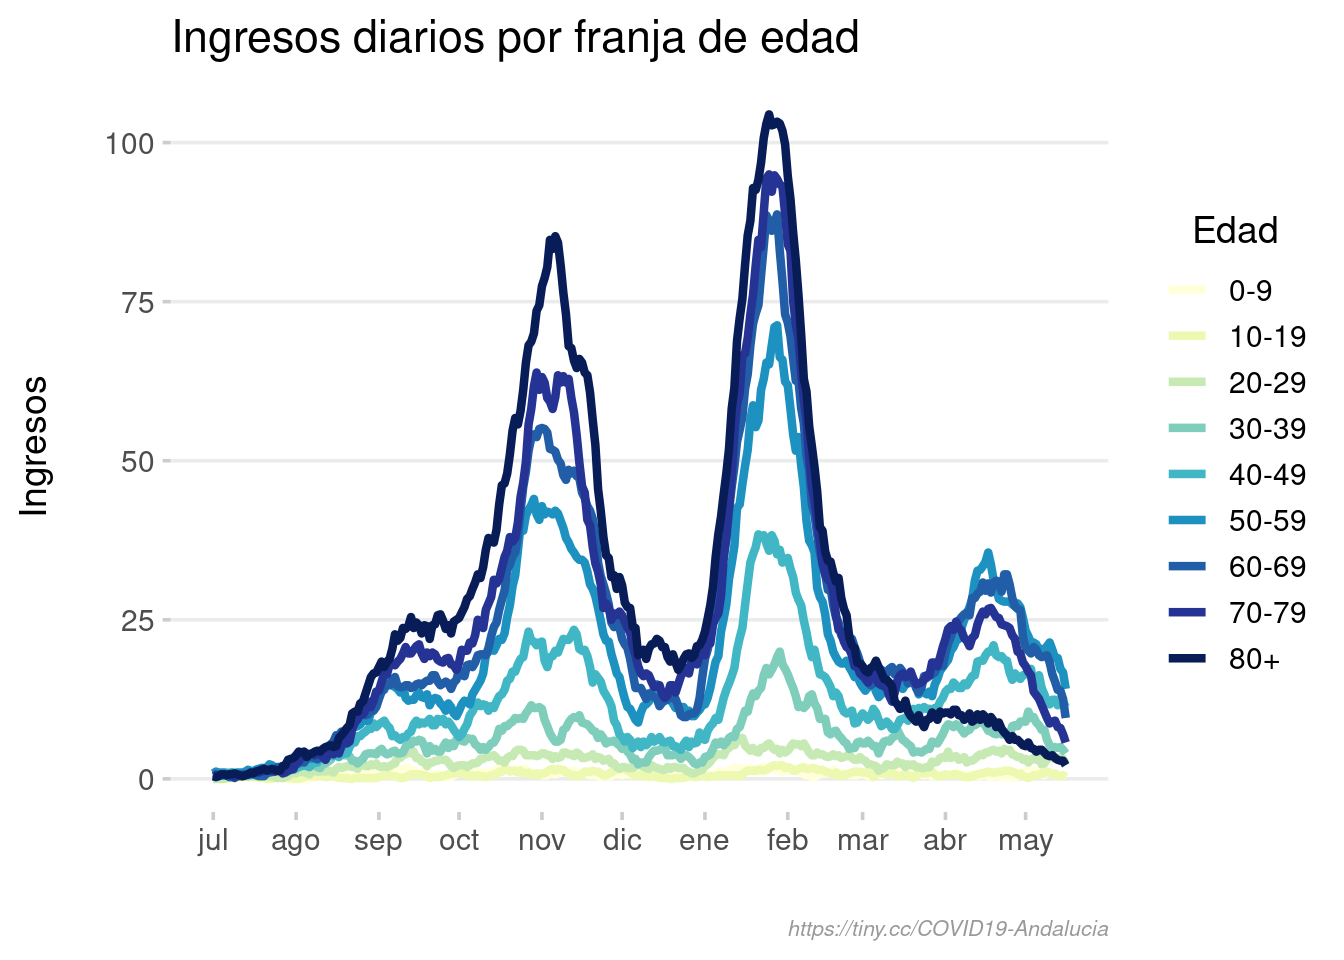 Ingresos diarios por franja de edad
Ingresos
100
75
50
25
0
jul ago sep oct nov dic ene feb mar abr may
Edad
0-9
10-19
20-29
30-39
40-49
50-59
60-69
70-79
80+
https://tiny.cc/COVID19-Andalucia